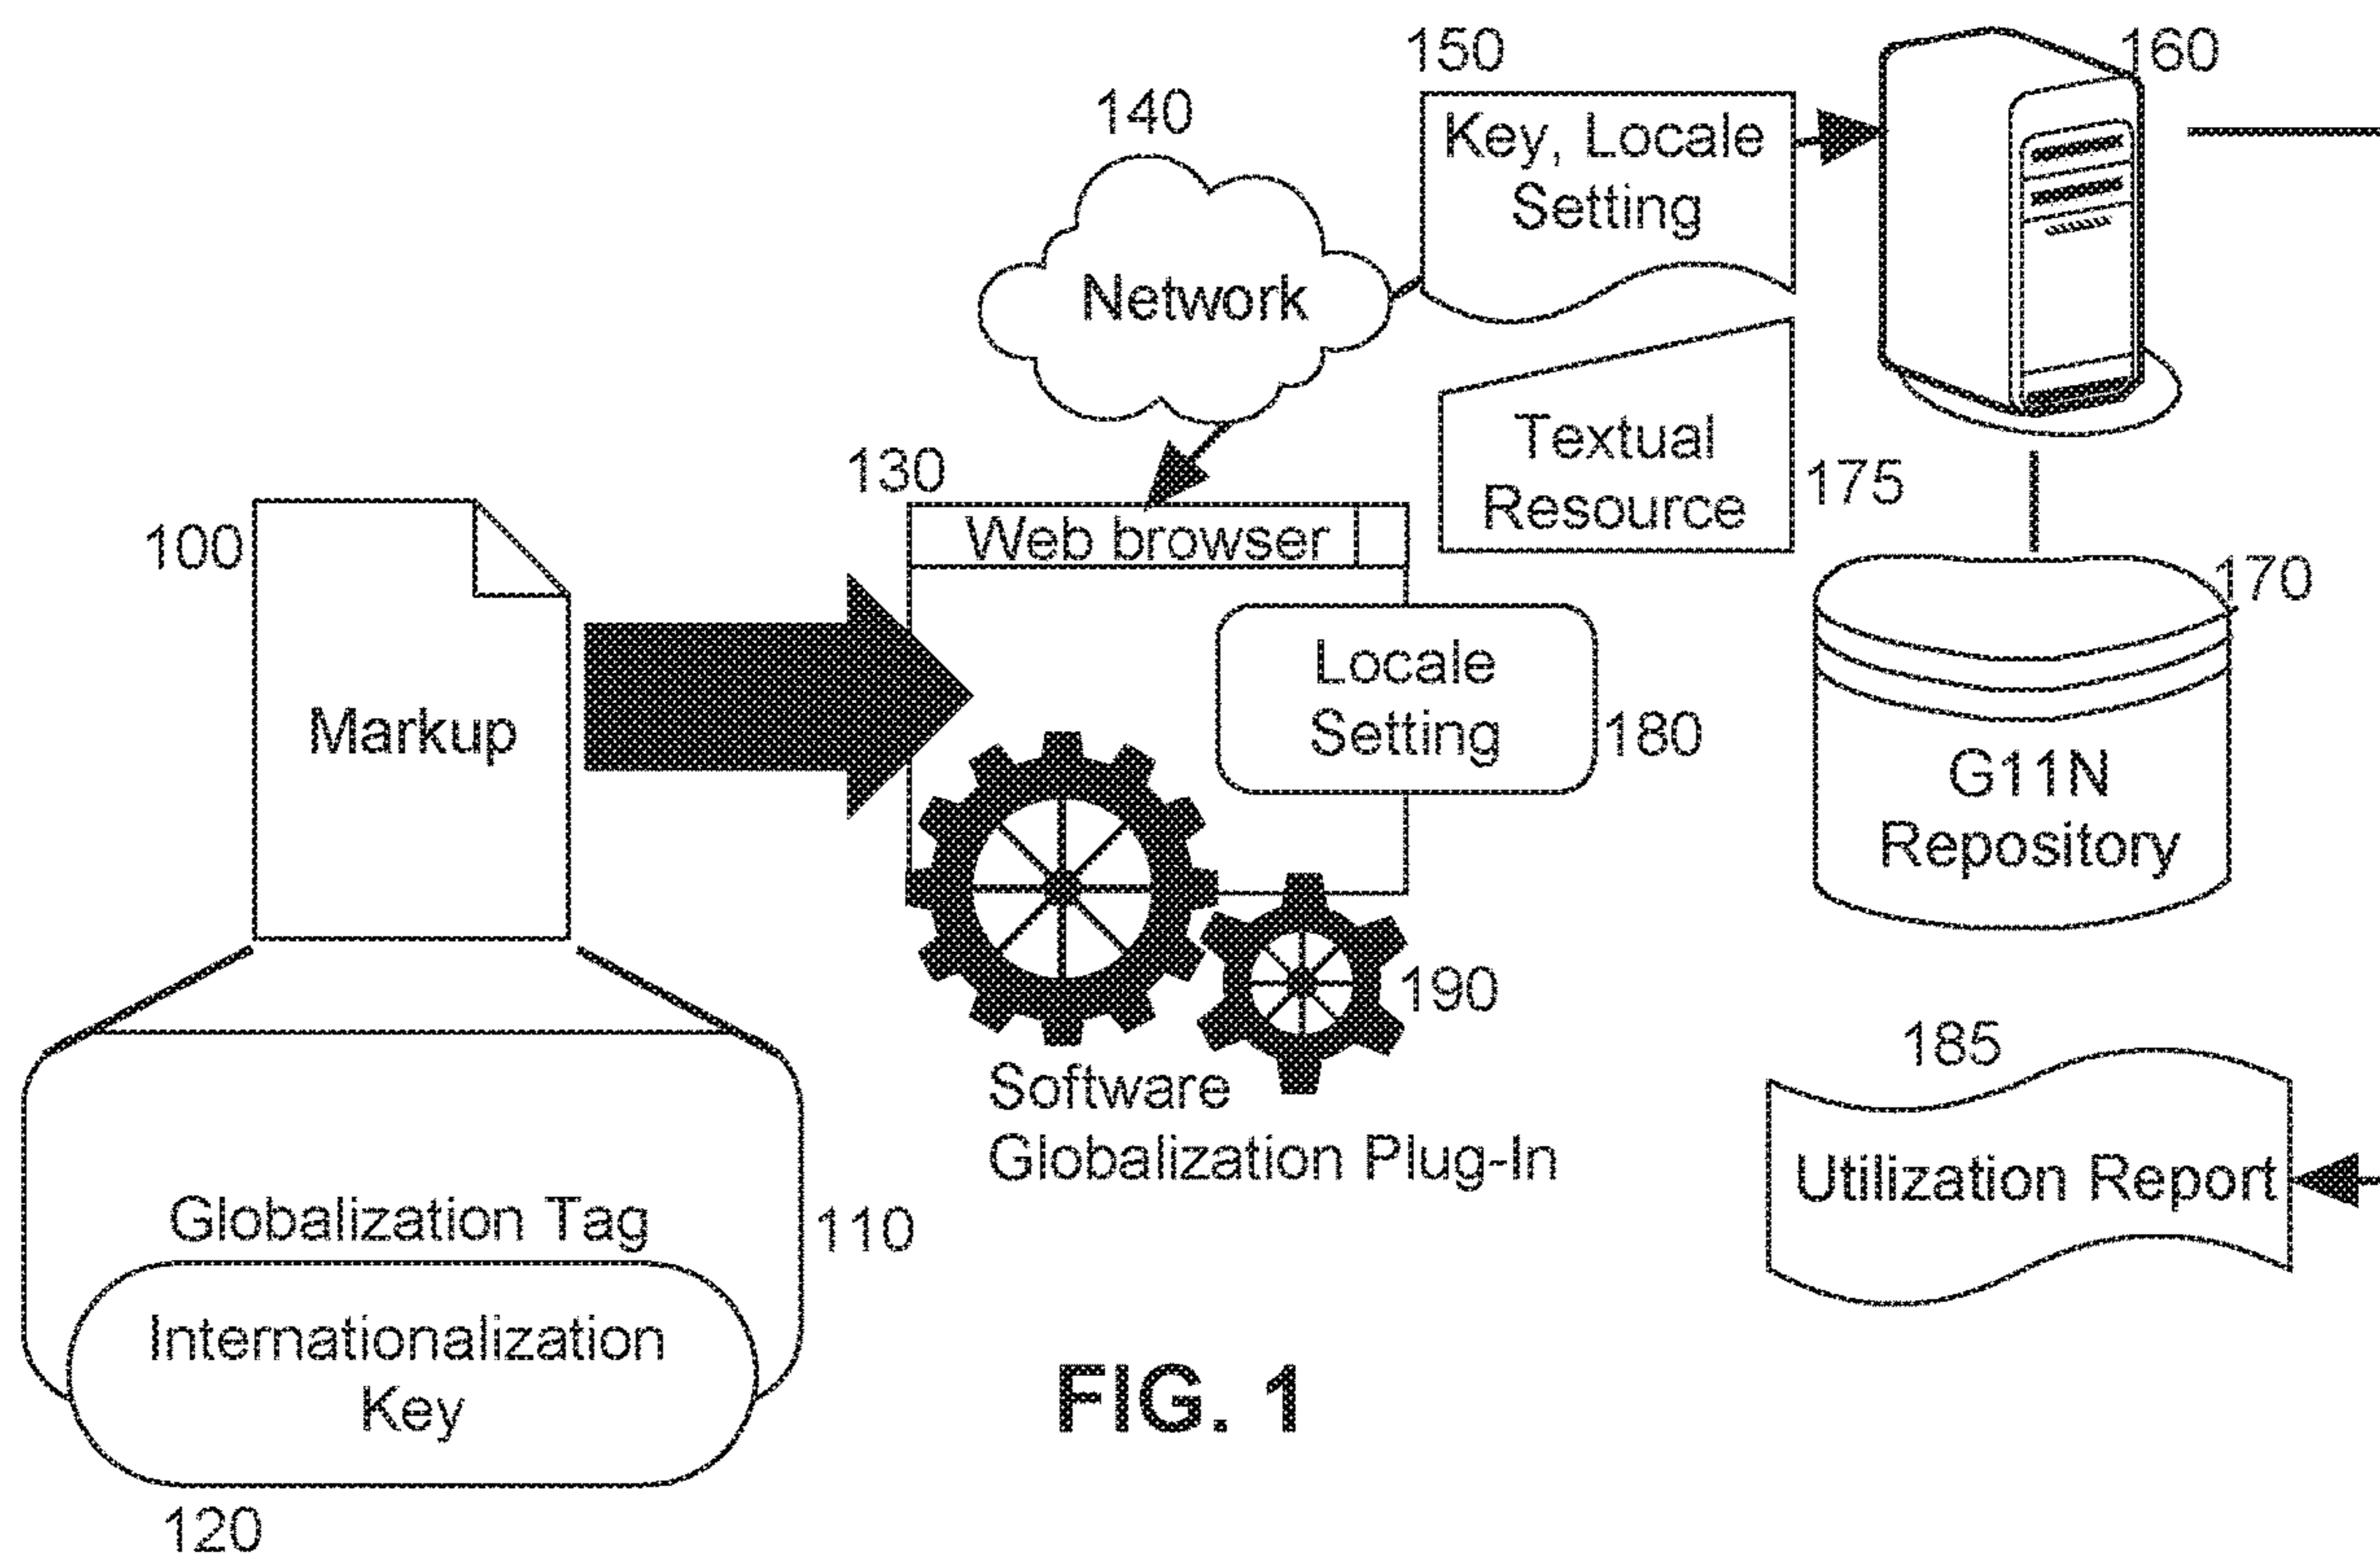 150
160
140
Key, Locale
Setting
Network
Textual
Resource
175
130
Web browser
100
170
Locale
Setting
180
Markup
G11N
Repository
190
185
Software
Globalization Plug-In
Utilization Report
Globalization Tag
110
Internationalization
Key
FIG. 1
120